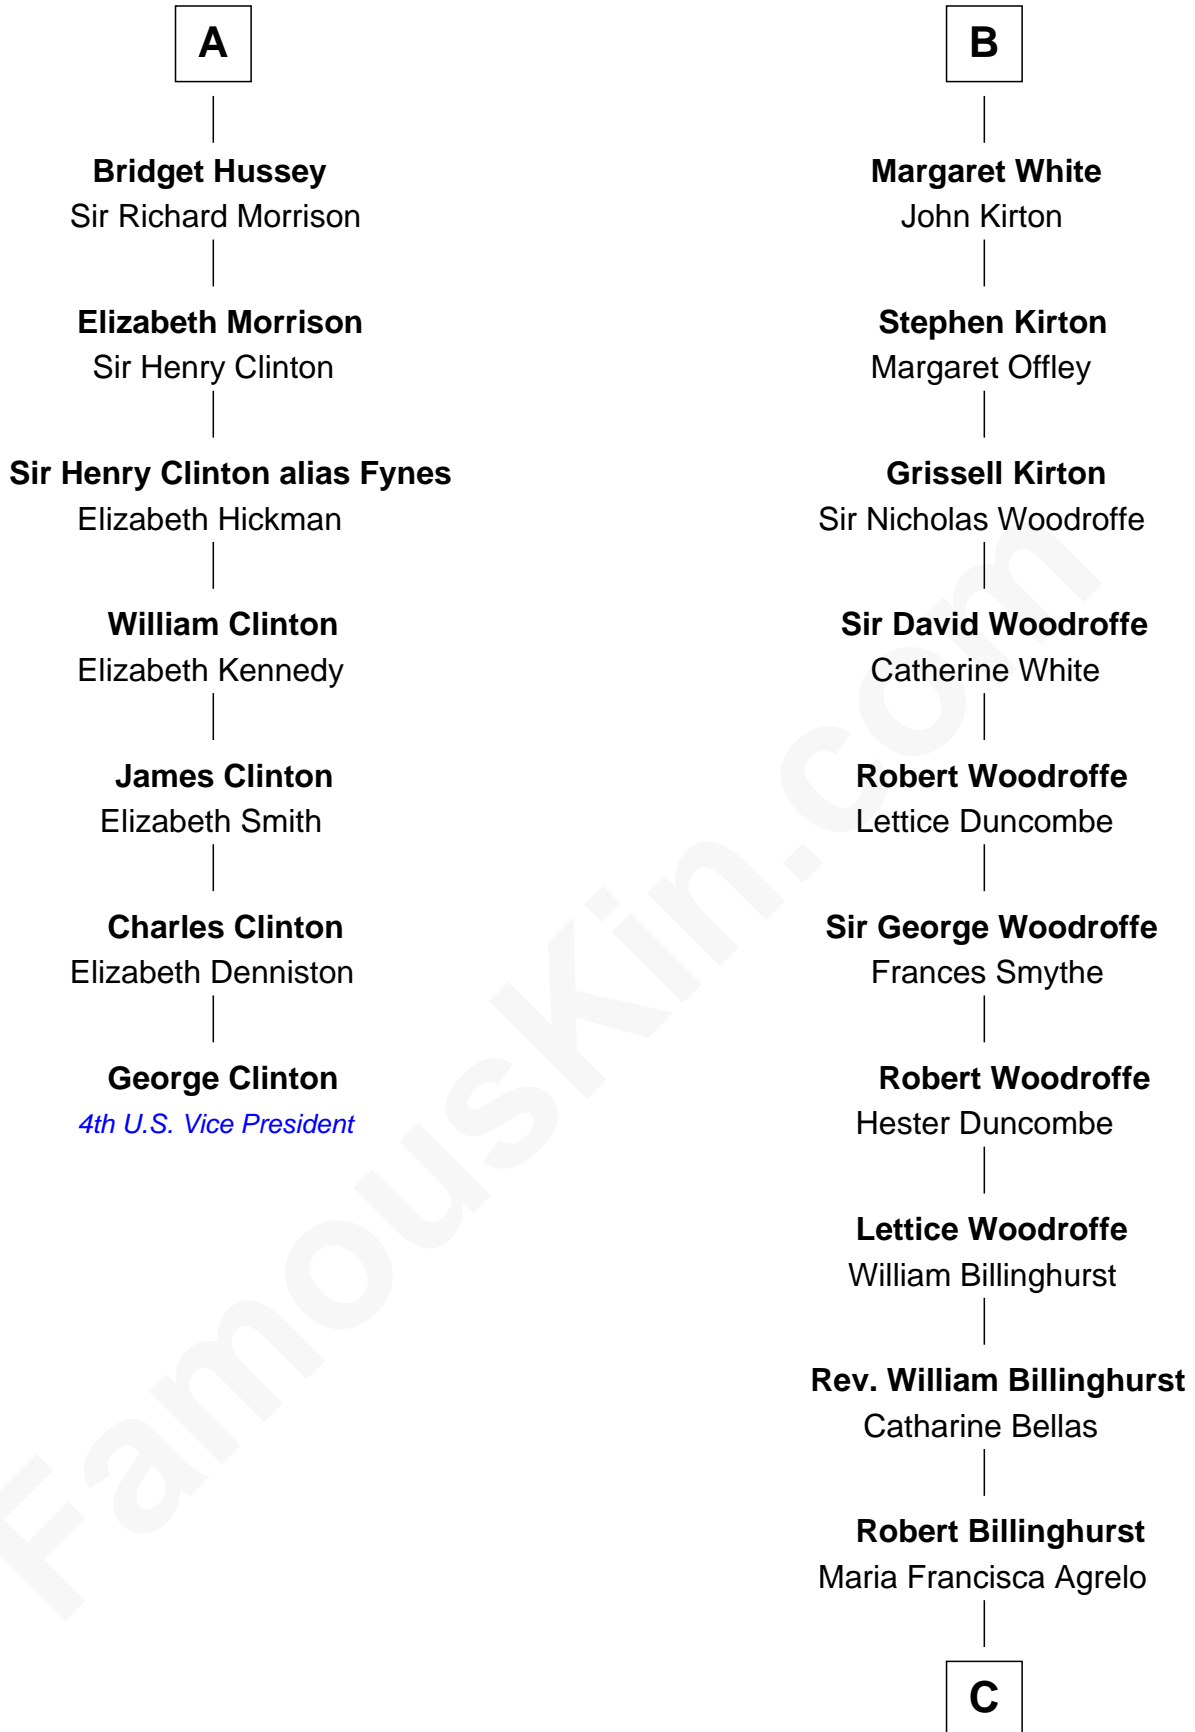 A
Bridget Hussey
Sir Richard Morrison
Elizabeth Morrison
Sir Henry Clinton
Sir Henry Clinton alias Fynes
Elizabeth Hickman
William Clinton
Elizabeth Kennedy
James Clinton
Elizabeth Smith
Charles Clinton
Elizabeth Denniston
George Clinton
4th U.S. Vice President
B
Margaret White
John Kirton
Stephen Kirton
Margaret Offley
Grissell Kirton
Sir Nicholas Woodroffe
Sir David Woodroffe
Catherine White
Robert Woodroffe
Lettice Duncombe
Sir George Woodroffe
Frances Smythe
Robert Woodroffe
Hester Duncombe
Lettice Woodroffe
William Billinghurst
Rev. William Billinghurst
Catharine Bellas
Robert Billinghurst
Maria Francisca Agrelo
C
FamousKin.com